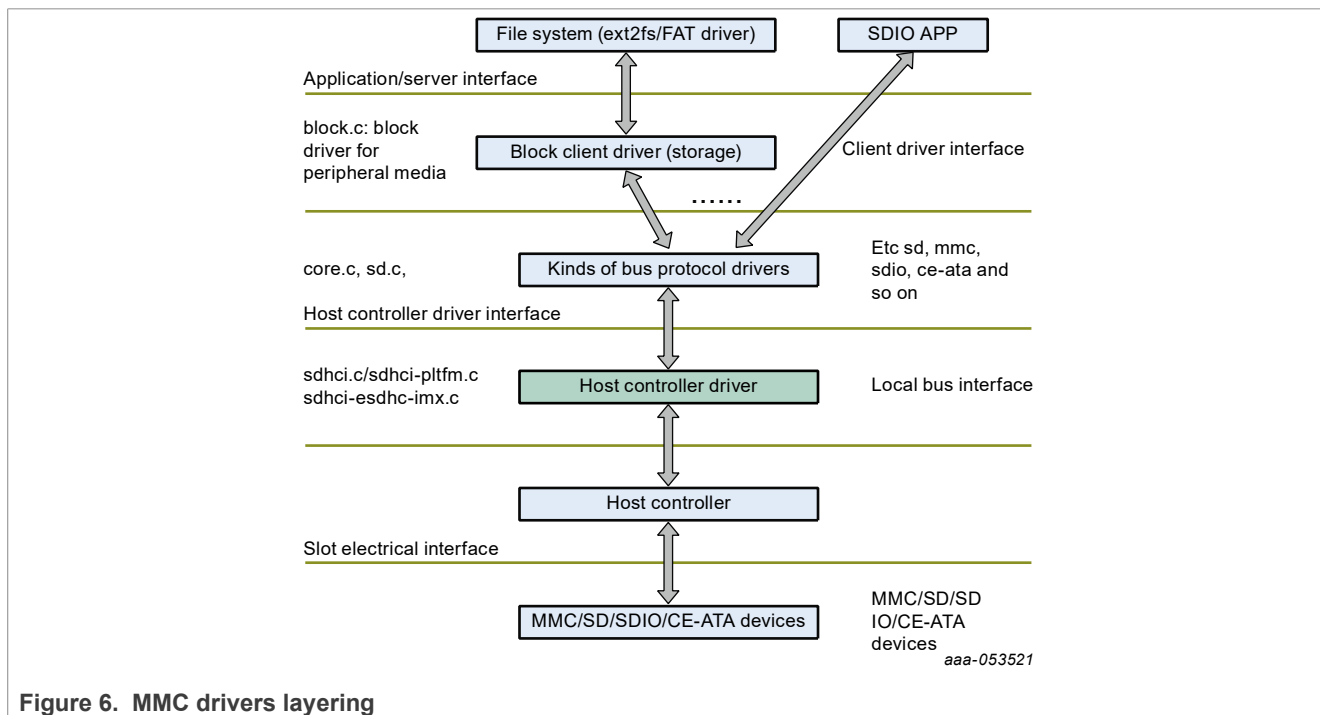 File system (ext2fs/FAT driver)
SDIO APP
Application/server interface
block.c: block
driver for
peripheral media
Block client driver (storage)
Client driver interface
......
core.c, sd.c,
Kinds of bus protocol drivers
Etc sd, mmc,
sdio, ce-ata and
so on
Host controller driver interface
sdhci.c/sdhci-pltfm.c
sdhci-esdhc-imx.c
Host controller driver
Local bus interface
Host controller
Slot electrical interface
MMC/SD/SDIO/CE-ATA devices
MMC/SD/SD
IO/CE-ATA
devices
aaa-053521
Figure 6. MMC drivers layering